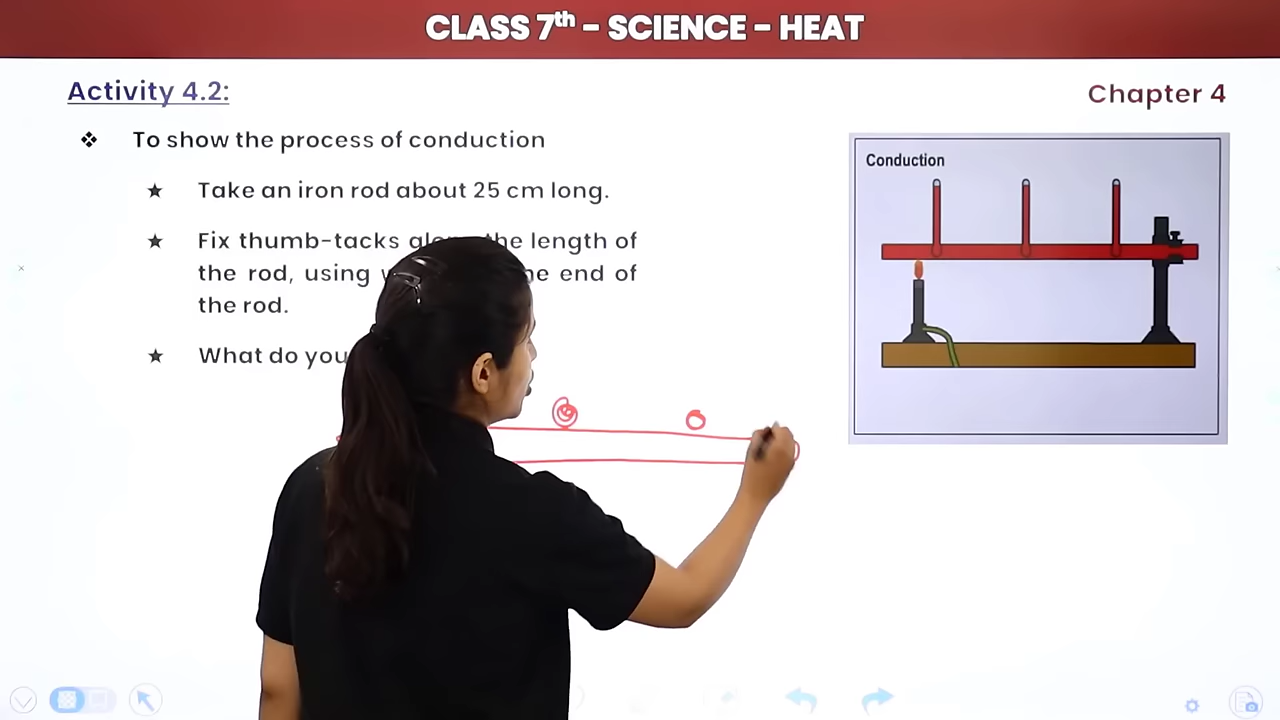 CLASS 7th - SCIENCE - HEAT
Activity 4.2:
Chapter 4
To show the process of conduction
Take an iron rod about 25 cm long.
Fix thumb-tacks the length of
the rod, using end of
the rod.
What do you
Conduction